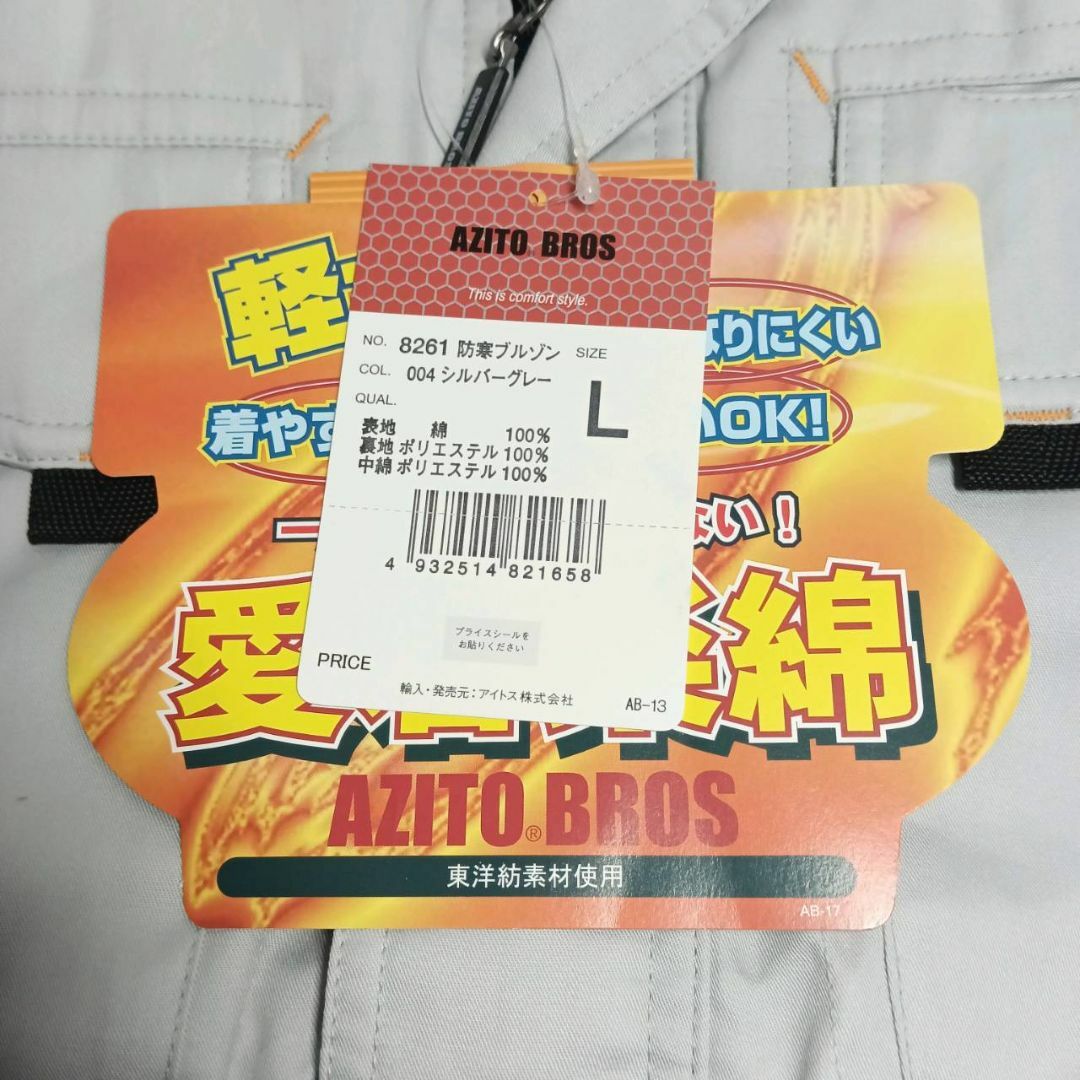 AZITO BROS
This is comfort style.
NO. 8261 防寒ブルゾン SIZE
COL. 004 シルバーグレー
L
QUAL.
表地 綿 100%
裏地 ポリエステル 100%
中綿 ポリエステル 100%
4 932514 821658
プライスシールを
お貼りください
PRICE
輸入・発売元：アイトス株式会社 AB-13
軽
なりにくい
着やす
OK!
ない！
愛
綿
AZITO® BROS
東洋紡素材使用
AB-17